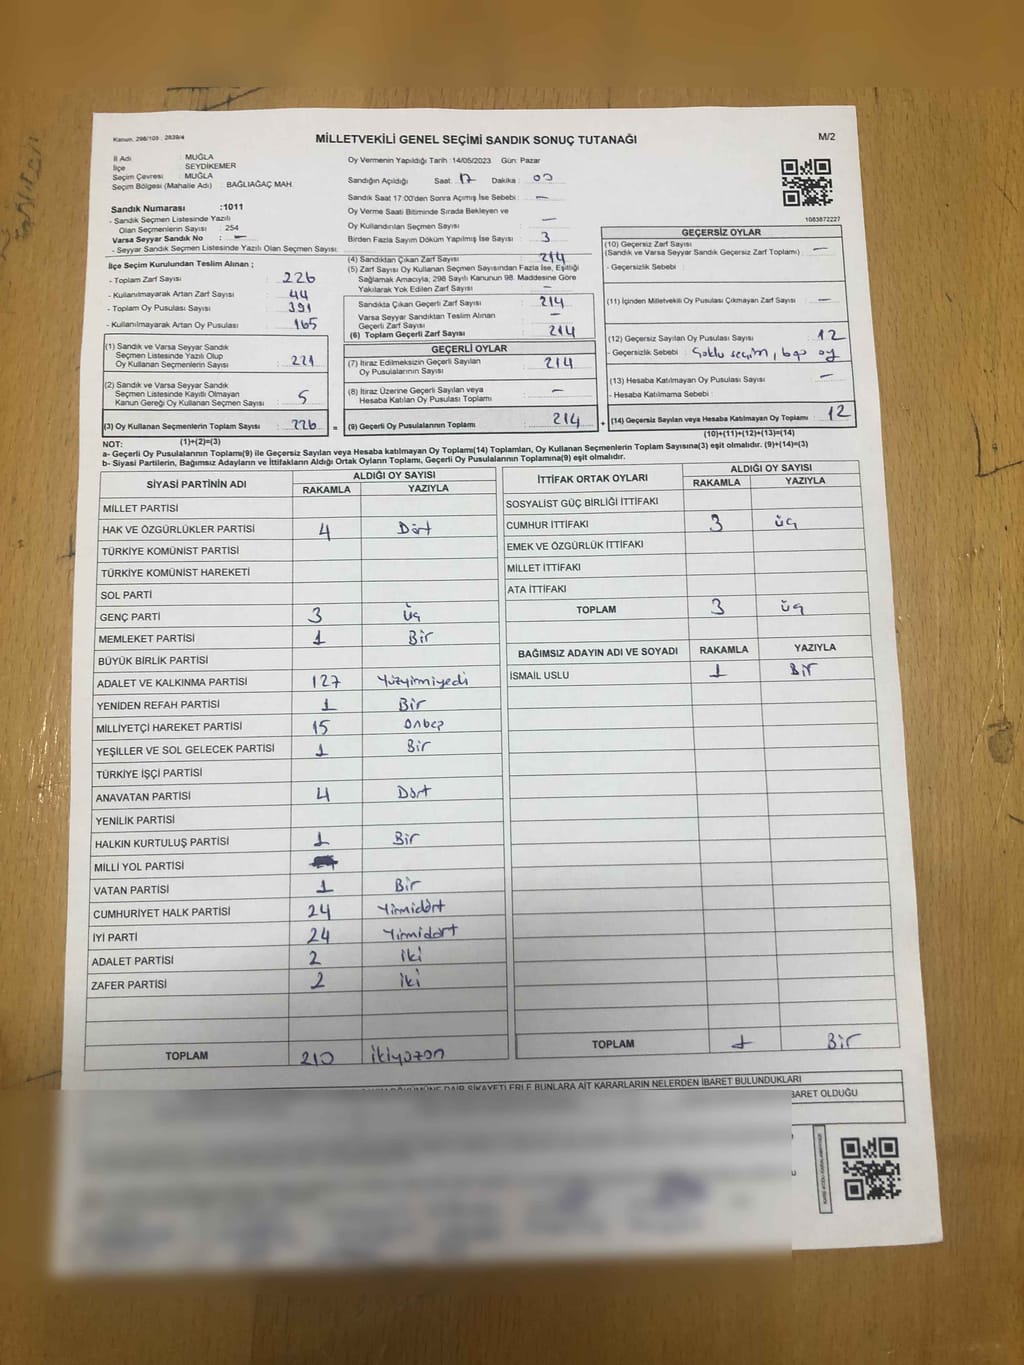 Kanun. 298/103 . 2839/4
MİLLETVEKİLİ GENEL SEÇİMİ SANDIK SONUÇ TUTANAĞI
M/2
İl Adı : MUĞLA
İlçe : SEYDİKEMER
Seçim Çevresi : MUĞLA
Seçim Bölgesi (Mahalle Adı) : BAĞLIAĞAÇ MAH.
Sandık Numarası :1011
- Sandık Seçmen Listesinde Yazılı
Olan Seçmenlerin Sayısı : 254
Varsa Seyyar Sandık No : —
- Seyyar Sandık Seçmen Listesinde Yazılı Olan Seçmen Sayısı:
Oy Vermenin Yapıldığı Tarih :14/05/2023 Gün: Pazar
Sandığın Açıldığı Saat: 17 Dakika : 00
Sandık Saat 17:00'den Sonra Açımış İse Sebebi : —
Oy Verme Saati Bitiminde Sırada Bekleyen ve
Oy Kullandırılan Seçmen Sayısı : —
Birden Fazla Sayım Döküm Yapılmış İse Sayısı : 3
1083872227
İlçe Seçim Kurulundan Teslim Alınan ;
- Toplam Zarf Sayısı : 226
- Kullanılmayarak Artan Zarf Sayısı : 44
- Toplam Oy Pusulası Sayısı : 391
- Kullanılmayarak Artan Oy Pusulası : 165
(1) Sandık ve Varsa Seyyar Sandık
Seçmen Listesinde Yazılı Olup
Oy Kullanan Seçmenlerin Sayısı : 221
(2) Sandık ve Varsa Seyyar Sandık
Seçmen Listesinde Kayıtlı Olmayan
Kanun Gereği Oy Kullanan Seçmen Sayısı : 5
(3) Oy Kullanan Seçmenlerin Toplam Sayısı : 226
(1)+(2)=(3)
(4) Sandıktan Çıkan Zarf Sayısı : 214
(5) Zarf Sayısı Oy Kullanan Seçmen Sayısından Fazla İse, Eşitliği
Sağlamak Amacıyla; 298 Sayılı Kanunun 98. Maddesine Göre
Yakılarak Yok Edilen Zarf Sayısı : —
Sandıkta Çıkan Geçerli Zarf Sayısı : 214
Varsa Seyyar Sandıktan Teslim Alınan
Geçerli Zarf Sayısı : —
(6) Toplam Geçerli Zarf Sayısı : 214
GEÇERLİ OYLAR
(7) İtiraz Edilmeksizin Geçerli Sayılan
Oy Pusulasının Sayısı : 214
(8) İtiraz Üzerine Geçerli Sayılan veya
Hesaba Katılan Oy Pusulası Toplamı : —
= (9) Geçerli Oy Pusulalarının Toplamı : 214 +
GEÇERSİZ OYLAR
(10) Geçersiz Zarf Sayısı
(Sandık ve Varsa Seyyar Sandık Geçersiz Zarf Toplamı) : —
- Geçersizlik Sebebi :
(11) İçinden Milletvekili Oy Pusulası Çıkmayan Zarf Sayısı : —
(12) Geçersiz Sayılan Oy Pusulası Sayısı : 12
- Geçersizlik Sebebi : Çoklu seçim, boş oy
(13) Hesaba Katılmayan Oy Pusulası Sayısı : —
- Hesaba Katılmama Sebebi :
(14) Geçersiz Sayılan veya Hesaba Katılmayan Oy Toplamı : 12
(10)+(11)+(12)+(13)=(14)
NOT:
a- Geçerli Oy Pusulalarının Toplamı(9) ile Geçersiz Sayılan veya Hesaba katılmayan Oy Toplamı(14) Toplamları, Oy Kullanan Seçmenlerin Toplam Sayısına(3) eşit olmalıdır. (9)+(14)=(3)
b- Siyasi Partilerin, Bağımsız Adayların ve İttifakların Aldığı Ortak Oyların Toplamı, Geçerli Oy Pusulalarının Toplamına(9) eşit olmalıdır.
SİYASİ PARTİNİN ADI
ALDIĞI OY SAYISI
RAKAMLA YAZIYLA
MİLLET PARTİSİ
HAK VE ÖZGÜRLÜKLER PARTİSİ 4 Dört
TÜRKİYE KOMÜNİST PARTİSİ
TÜRKİYE KOMÜNİST HAREKETİ
SOL PARTİ
GENÇ PARTİ 3 üç
MEMLEKET PARTİSİ 1 Bir
BÜYÜK BİRLİK PARTİSİ
ADALET VE KALKINMA PARTİSİ 127 Yüzyirmiyedi
YENİDEN REFAH PARTİSİ 1 Bir
MİLLİYETÇİ HAREKET PARTİSİ 15 Onbeş
YEŞİLLER VE SOL GELECEK PARTİSİ 1 Bir
TÜRKİYE İŞÇİ PARTİSİ
ANAVATAN PARTİSİ 4 Dört
YENİLİK PARTİSİ
HALKIN KURTULUŞ PARTİSİ 1 Bir
MİLLİ YOL PARTİSİ
VATAN PARTİSİ 1 Bir
CUMHURİYET HALK PARTİSİ 24 Yirmidört
İYİ PARTİ 24 Yirmidört
ADALET PARTİSİ 2 iki
ZAFER PARTİSİ 2 iki
TOPLAM 210 ikiyüzon
İTTİFAK ORTAK OYLARI
ALDIĞI OY SAYISI
RAKAMLA YAZIYLA
SOSYALİST GÜÇ BİRLİĞİ İTTİFAKI
CUMHUR İTTİFAKI 3 üç
EMEK VE ÖZGÜRLÜK İTTİFAKI
MİLLET İTTİFAKI
ATA İTTİFAKI
TOPLAM 3 üç
BAĞIMSIZ ADAYIN ADI VE SOYADI RAKAMLA YAZIYLA
İSMAİL USLU 1 Bir
TOPLAM 1 Bir
DÖKÜMÜNE DAİR ŞİKAYETLERLE BUNLARA AİT KARARLARIN NELERDEN İBARET BULUNDUKLARI
BARET OLDUĞU